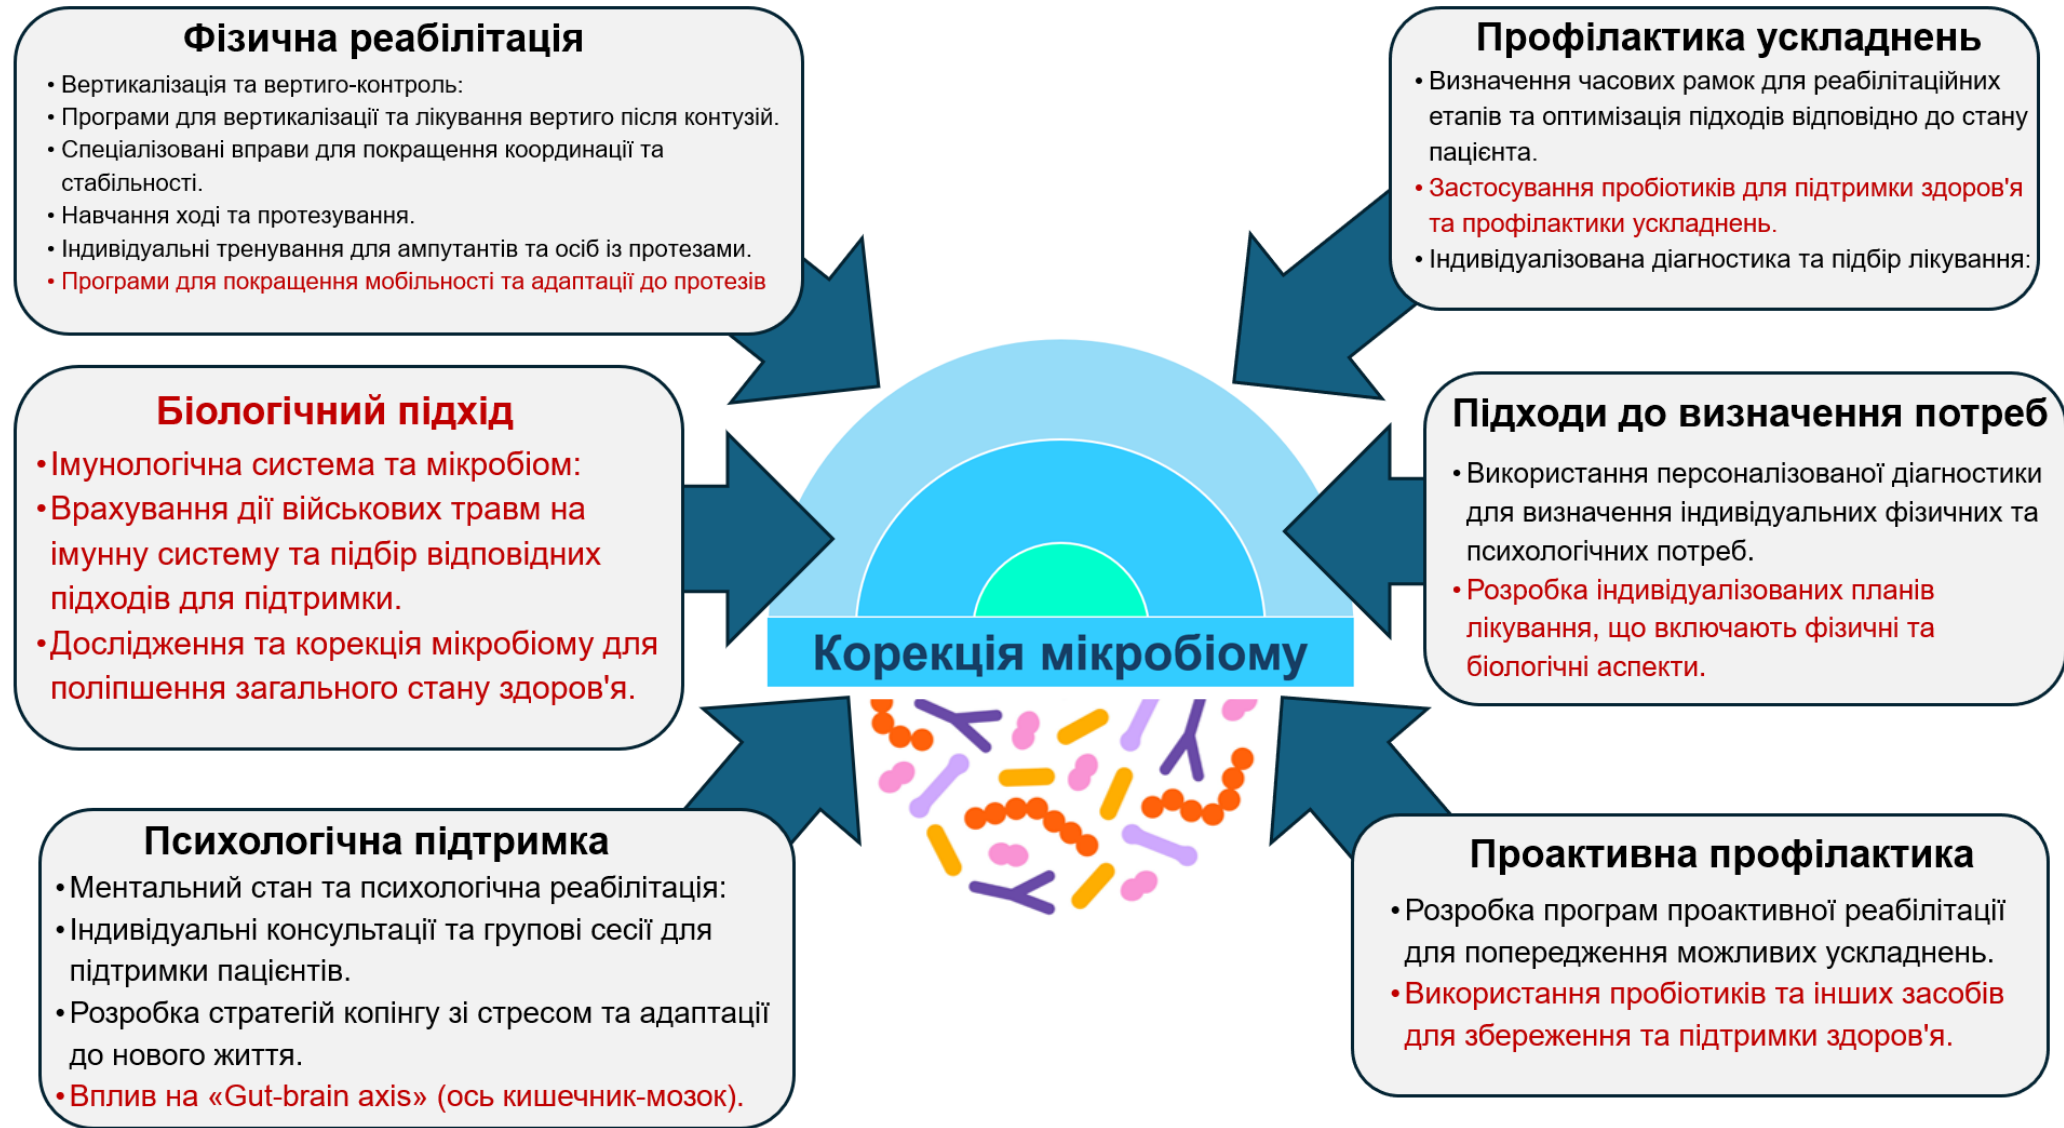 Фізична реабілітація
• Вертикалізація та вертиго-контроль:
• Програми для вертикалізації та лікування вертиго після контузій.
• Спеціалізовані вправи для покращення координації та
стабільності.
• Навчання ході та протезування.
• Індивідуальні тренування для ампутантів та осіб із протезами.
• Програми для покращення мобільності та адаптації до протезів
Профілактика ускладнень
• Визначення часових рамок для реабілітаційних
етапів та оптимізація підходів відповідно до стану
пацієнта.
• Застосування пробіотиків для підтримки здоров'я
та профілактики ускладнень.
• Індивідуалізована діагностика та підбір лікування:
Біологічний підхід
• Імунологічна система та мікробіом:
• Врахування дії військових травм на
імунну систему та підбір відповідних
підходів для підтримки.
• Дослідження та корекція мікробіому для
поліпшення загального стану здоров'я.
Підходи до визначення потреб
• Використання персоналізованої діагностики
для визначення індивідуальних фізичних та
психологічних потреб.
• Розробка індивідуалізованих планів
лікування, що включають фізичні та
біологічні аспекти.
Корекція мікробіому
Психологічна підтримка
• Ментальний стан та психологічна реабілітація:
• Індивідуальні консультації та групові сесії для
підтримки пацієнтів.
• Розробка стратегій копінгу зі стресом та адаптації
до нового життя.
• Вплив на «Gut-brain axis» (ось кишечник-мозок).
Проактивна профілактика
• Розробка програм проактивної реабілітації
для попередження можливих ускладнень.
• Використання пробіотиків та інших засобів
для збереження та підтримки здоров'я.